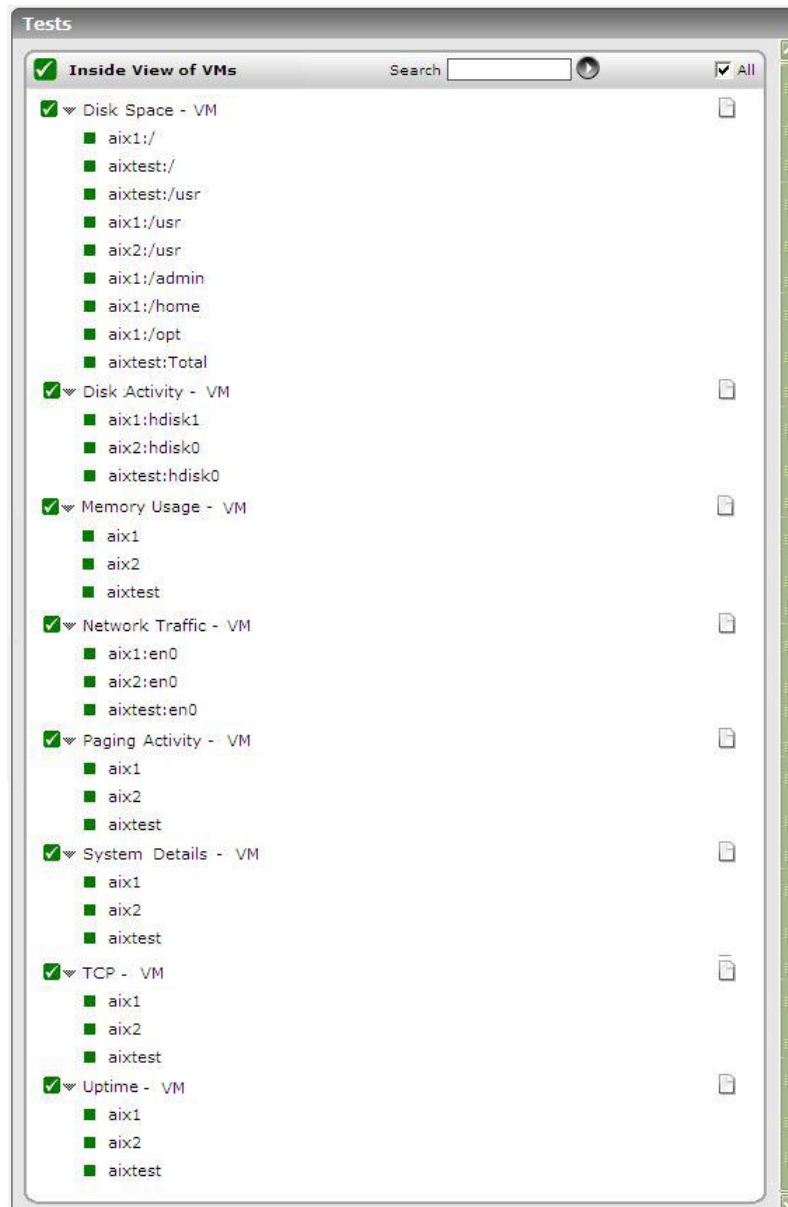 Tests
Inside View of VMs Search All
Disk Space - VM
aix1:/
aixtest:/
aixtest:/usr
aix1:/usr
aix2:/usr
aix1:/admin
aix1:/home
aix1:/opt
aixtest:Total
Disk Activity - VM
aix1:hdisk1
aix2:hdisk0
aixtest:hdisk0
Memory Usage - VM
aix1
aix2
aixtest
Network Traffic - VM
aix1:en0
aix2:en0
aixtest:en0
Paging Activity - VM
aix1
aix2
aixtest
System Details - VM
aix1
aix2
aixtest
TCP - VM
aix1
aix2
aixtest
Uptime - VM
aix1
aix2
aixtest